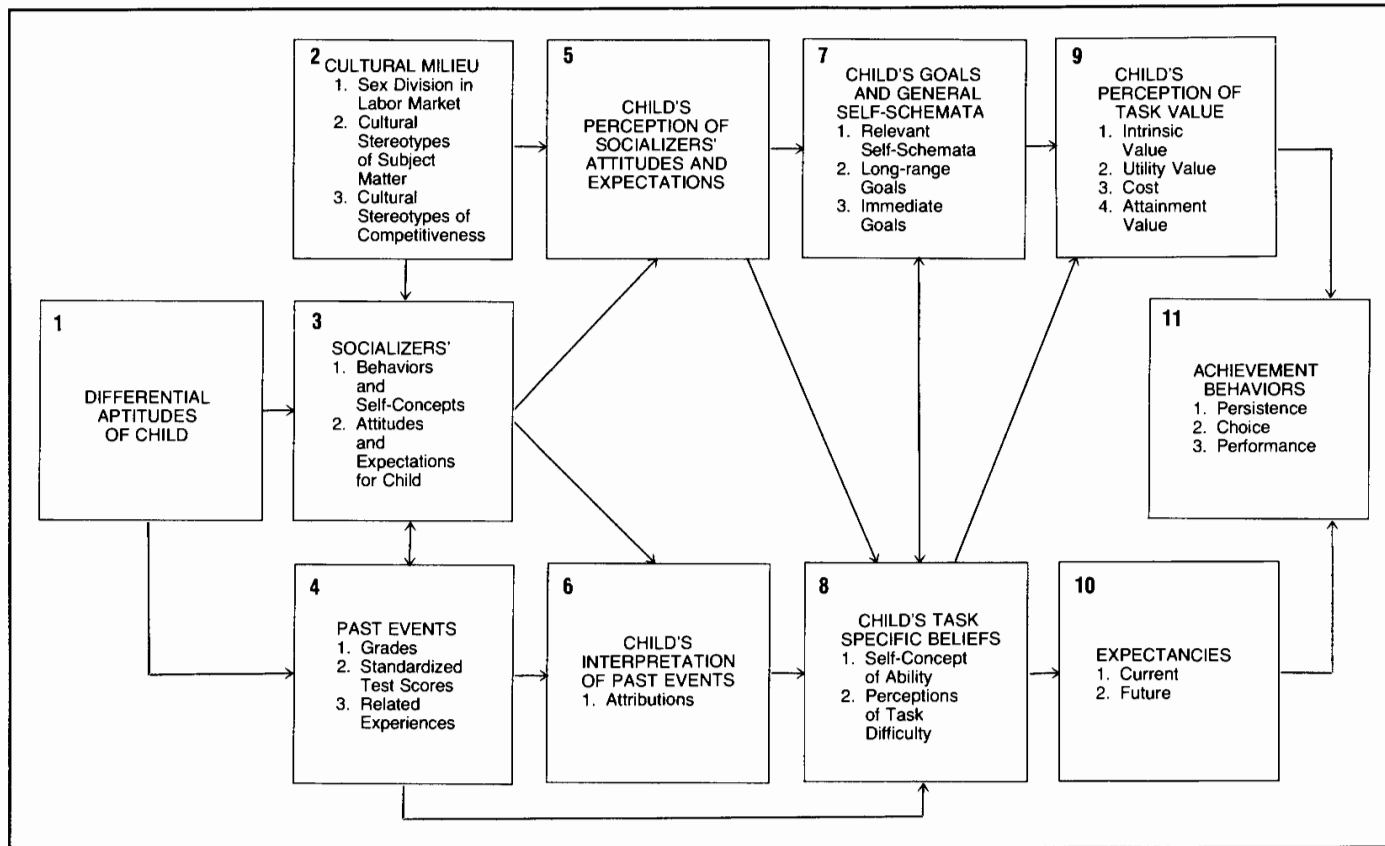 2
CULTURAL MILIEU
1. Sex Division in
Labor Market
2. Cultural
Stereotypes
of Subject
Matter
3. Cultural
Stereotypes of
Competitiveness
5
CHILD'S
PERCEPTION OF
SOCIALIZERS'
ATTITUDES AND
EXPECTATIONS
7
CHILD'S GOALS
AND GENERAL
SELF-SCHEMATA
1. Relevant
Self-Schemata
2. Long-range
Goals
3. Immediate
Goals
9
CHILD'S
PERCEPTION OF
TASK VALUE
1. Intrinsic
Value
2. Utility Value
3. Cost
4. Attainment
Value
1
DIFFERENTIAL
APTITUDES
OF CHILD
3
SOCIALIZERS'
1. Behaviors
and
Self-Concepts
2. Attitudes
and
Expectations
for Child
11
ACHIEVEMENT
BEHAVIORS
1. Persistence
2. Choice
3. Performance
4
PAST EVENTS
1. Grades
2. Standardized
Test Scores
3. Related
Experiences
6
CHILD'S
INTERPRETATION
OF PAST EVENTS
1. Attributions
8
CHILD'S TASK
SPECIFIC BELIEFS
1. Self-Concept
of Ability
2. Perceptions
of Task
Difficulty
10
EXPECTANCIES
1. Current
2. Future